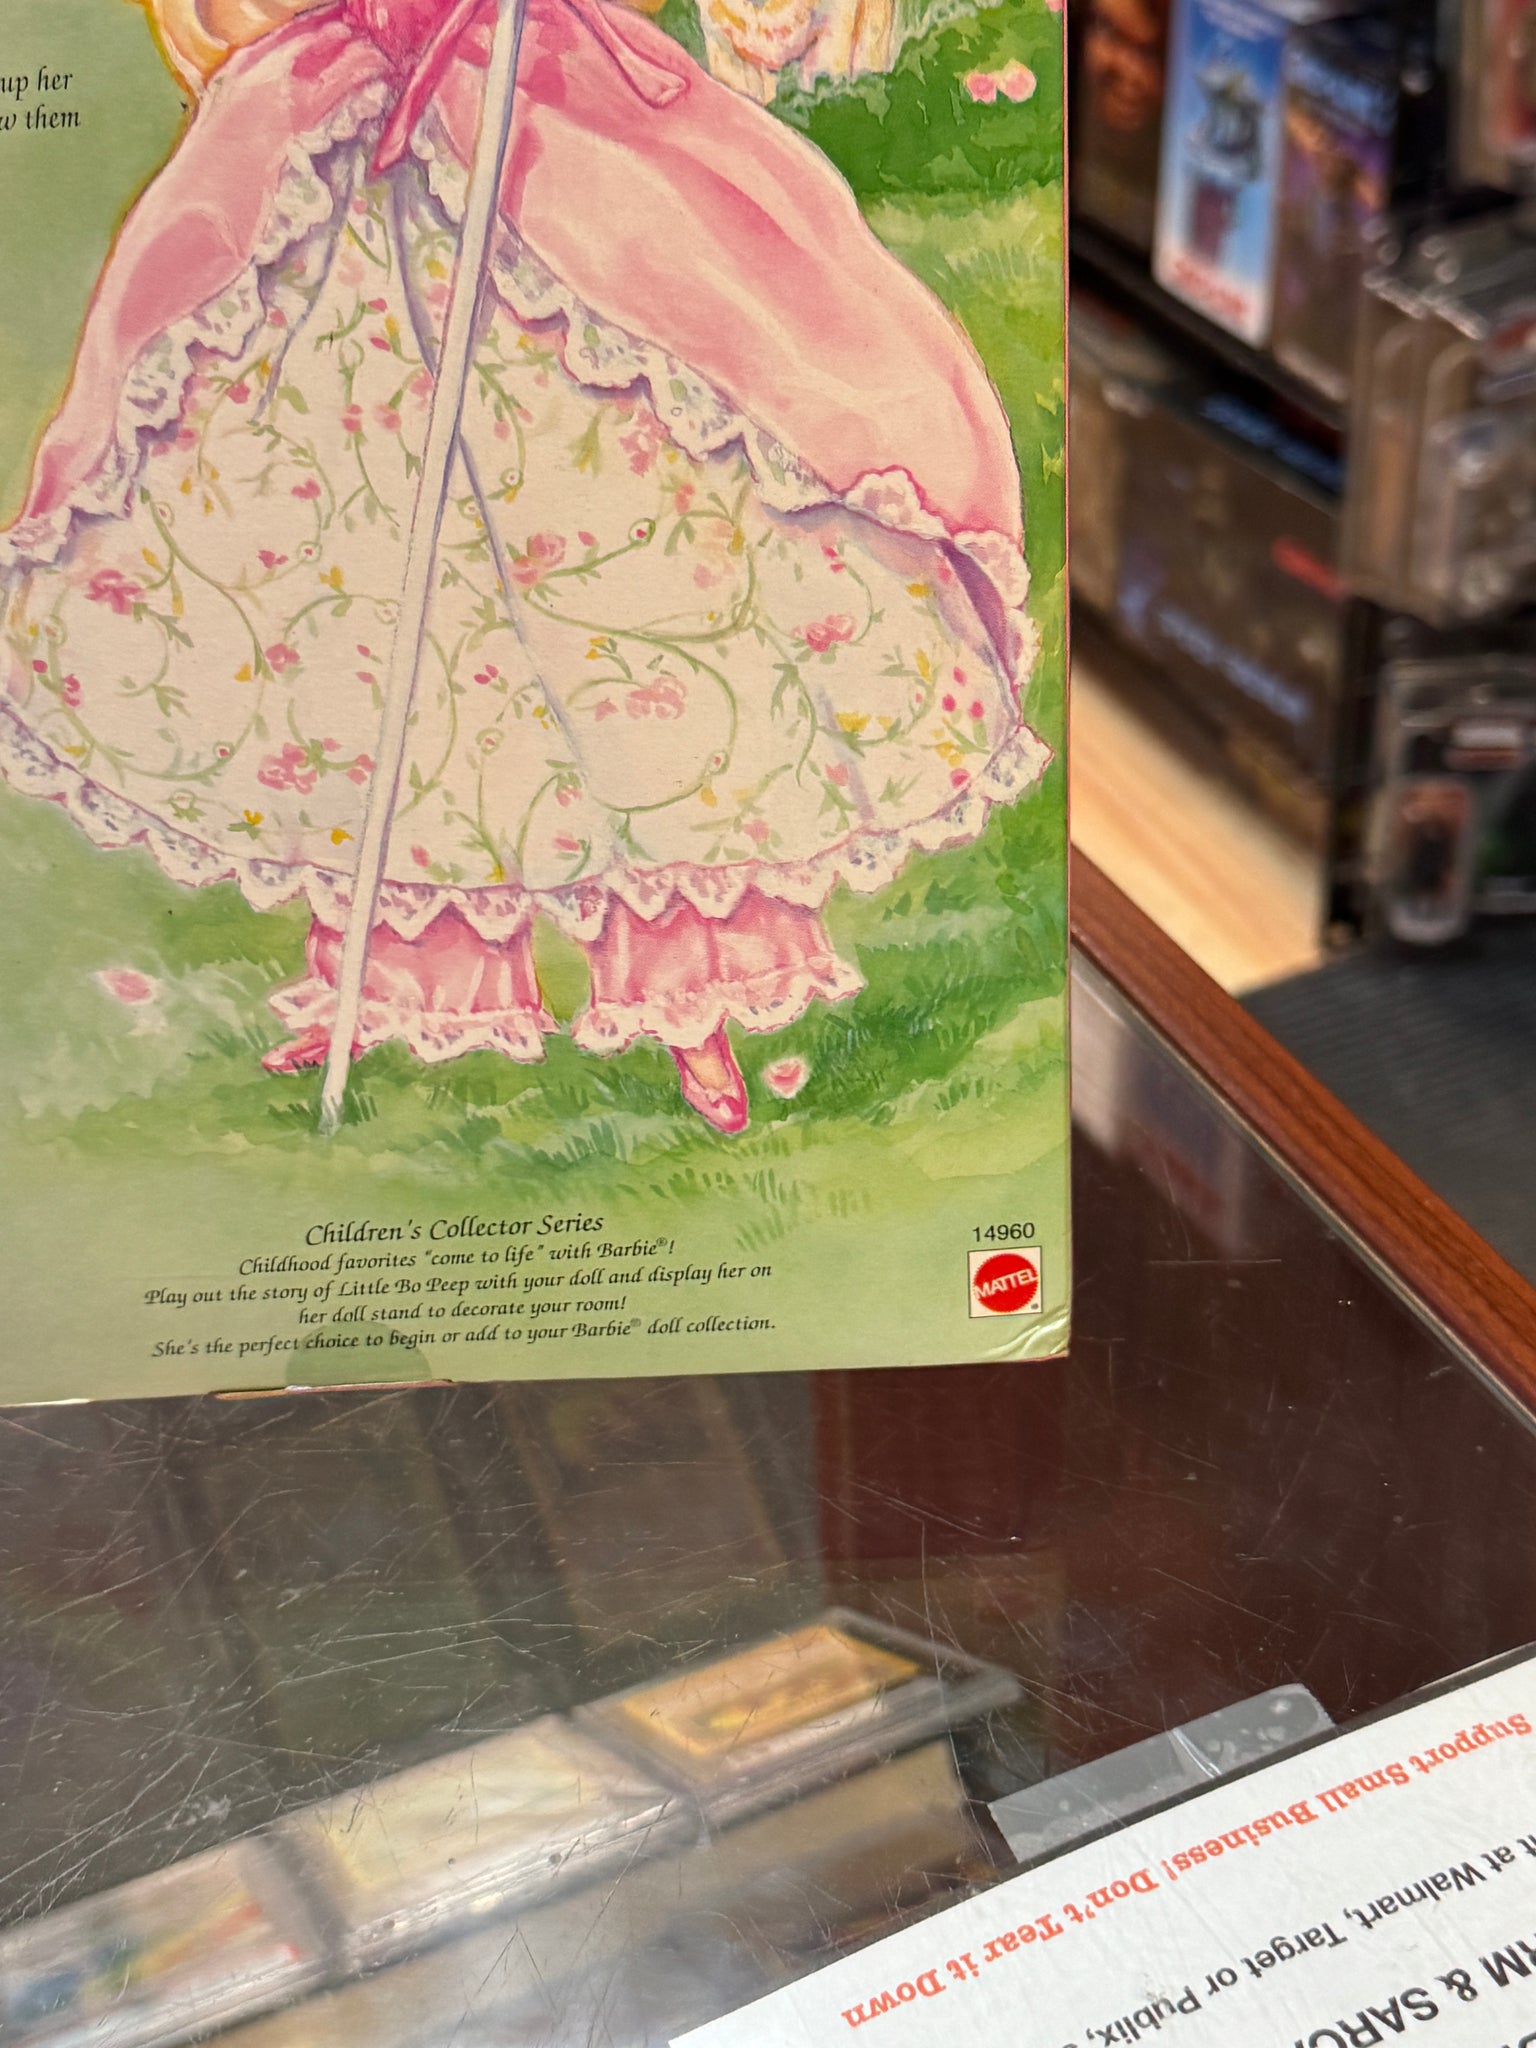 up her
them
Children's Collector Series
Childhood favorites "come to life" with Barbie®!
Play out the story of Little Bo Peep with your doll and display her on
her doll stand to decorate your room!
She's the perfect choice to begin or add to your Barbie® doll collection.
14960
MATTEL
Support Small Business! Don't Tear it Down
at Walmart, Target or Publix,
&